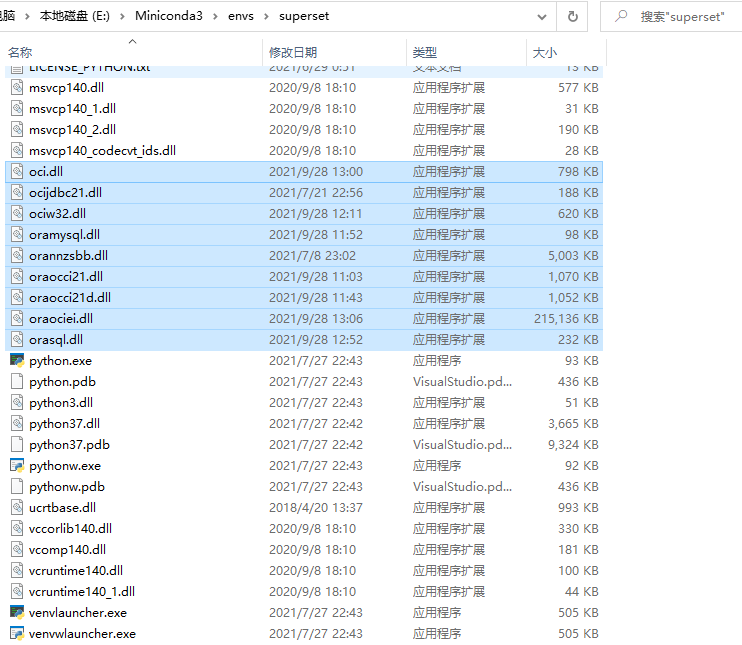 电脑 › 本地磁盘 (E:) › Miniconda3 › envs › superset 搜索"superset"
名称 修改日期 类型 大小
LICENSE_PYTHON.txt 2021/6/29 0:51 文本文档 13 KB
msvcp140.dll 2020/9/8 18:10 应用程序扩展 577 KB
msvcp140_1.dll 2020/9/8 18:10 应用程序扩展 31 KB
msvcp140_2.dll 2020/9/8 18:10 应用程序扩展 190 KB
msvcp140_codecvt_ids.dll 2020/9/8 18:10 应用程序扩展 28 KB
oci.dll 2021/9/28 13:00 应用程序扩展 798 KB
ocijdbc21.dll 2021/7/21 22:56 应用程序扩展 188 KB
ociw32.dll 2021/9/28 12:11 应用程序扩展 620 KB
oramysql.dll 2021/9/28 11:52 应用程序扩展 98 KB
orannzsbb.dll 2021/7/8 23:02 应用程序扩展 5,003 KB
oraocci21.dll 2021/9/28 11:03 应用程序扩展 1,070 KB
oraocci21d.dll 2021/9/28 11:43 应用程序扩展 1,052 KB
oraociei.dll 2021/9/28 13:06 应用程序扩展 215,136 KB
orasql.dll 2021/9/28 12:52 应用程序扩展 232 KB
python.exe 2021/7/27 22:43 应用程序 93 KB
python.pdb 2021/7/27 22:43 VisualStudio.pd... 436 KB
python3.dll 2021/7/27 22:43 应用程序扩展 51 KB
python37.dll 2021/7/27 22:42 应用程序扩展 3,665 KB
python37.pdb 2021/7/27 22:42 VisualStudio.pd... 9,324 KB
pythonw.exe 2021/7/27 22:43 应用程序 92 KB
pythonw.pdb 2021/7/27 22:43 VisualStudio.pd... 436 KB
ucrtbase.dll 2018/4/20 13:37 应用程序扩展 993 KB
vccorlib140.dll 2020/9/8 18:10 应用程序扩展 330 KB
vcomp140.dll 2020/9/8 18:10 应用程序扩展 181 KB
vcruntime140.dll 2020/9/8 18:10 应用程序扩展 100 KB
vcruntime140_1.dll 2020/9/8 18:10 应用程序扩展 44 KB
venvlauncher.exe 2021/7/27 22:43 应用程序 505 KB
venvwlauncher.exe 2021/7/27 22:43 应用程序 505 KB